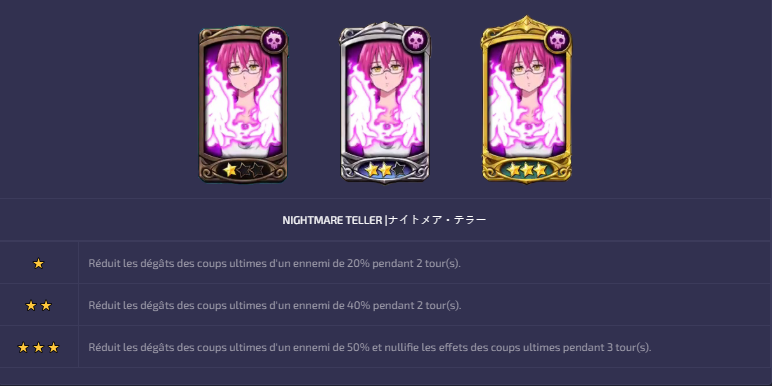 NIGHTMARE TELLER |ナイトメア・テラー
Réduit les dégâts des coups ultimes d'un ennemi de 20% pendant 2 tour(s).
Réduit les dégâts des coups ultimes d'un ennemi de 40% pendant 2 tour(s).
Réduit les dégâts des coups ultimes d'un ennemi de 50% et nullifie les effets des coups ultimes pendant 3 tour(s).